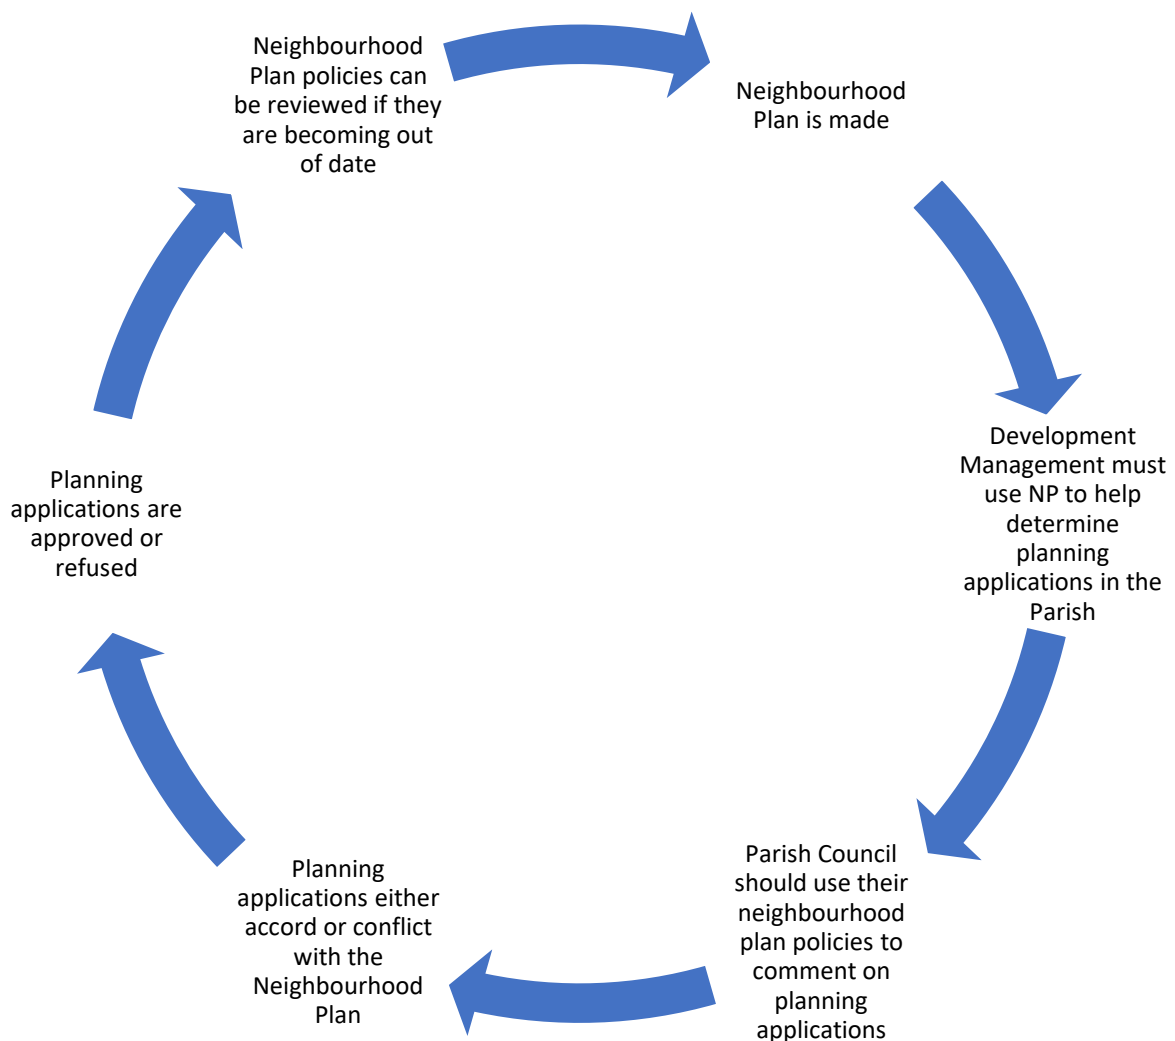 Neighbourhood
Plan policies can
be reviewed if they
are becoming out
of date
Neighbourhood
Plan is made
Development
Management must
use NP to help
determine
planning
applications in the
Parish
Parish Council
should use their
neighbourhood
plan policies to
comment on
planning
applications
Planning
applications either
accord or conflict
with the
Neighbourhood
Plan
Planning
applications are
approved or
refused